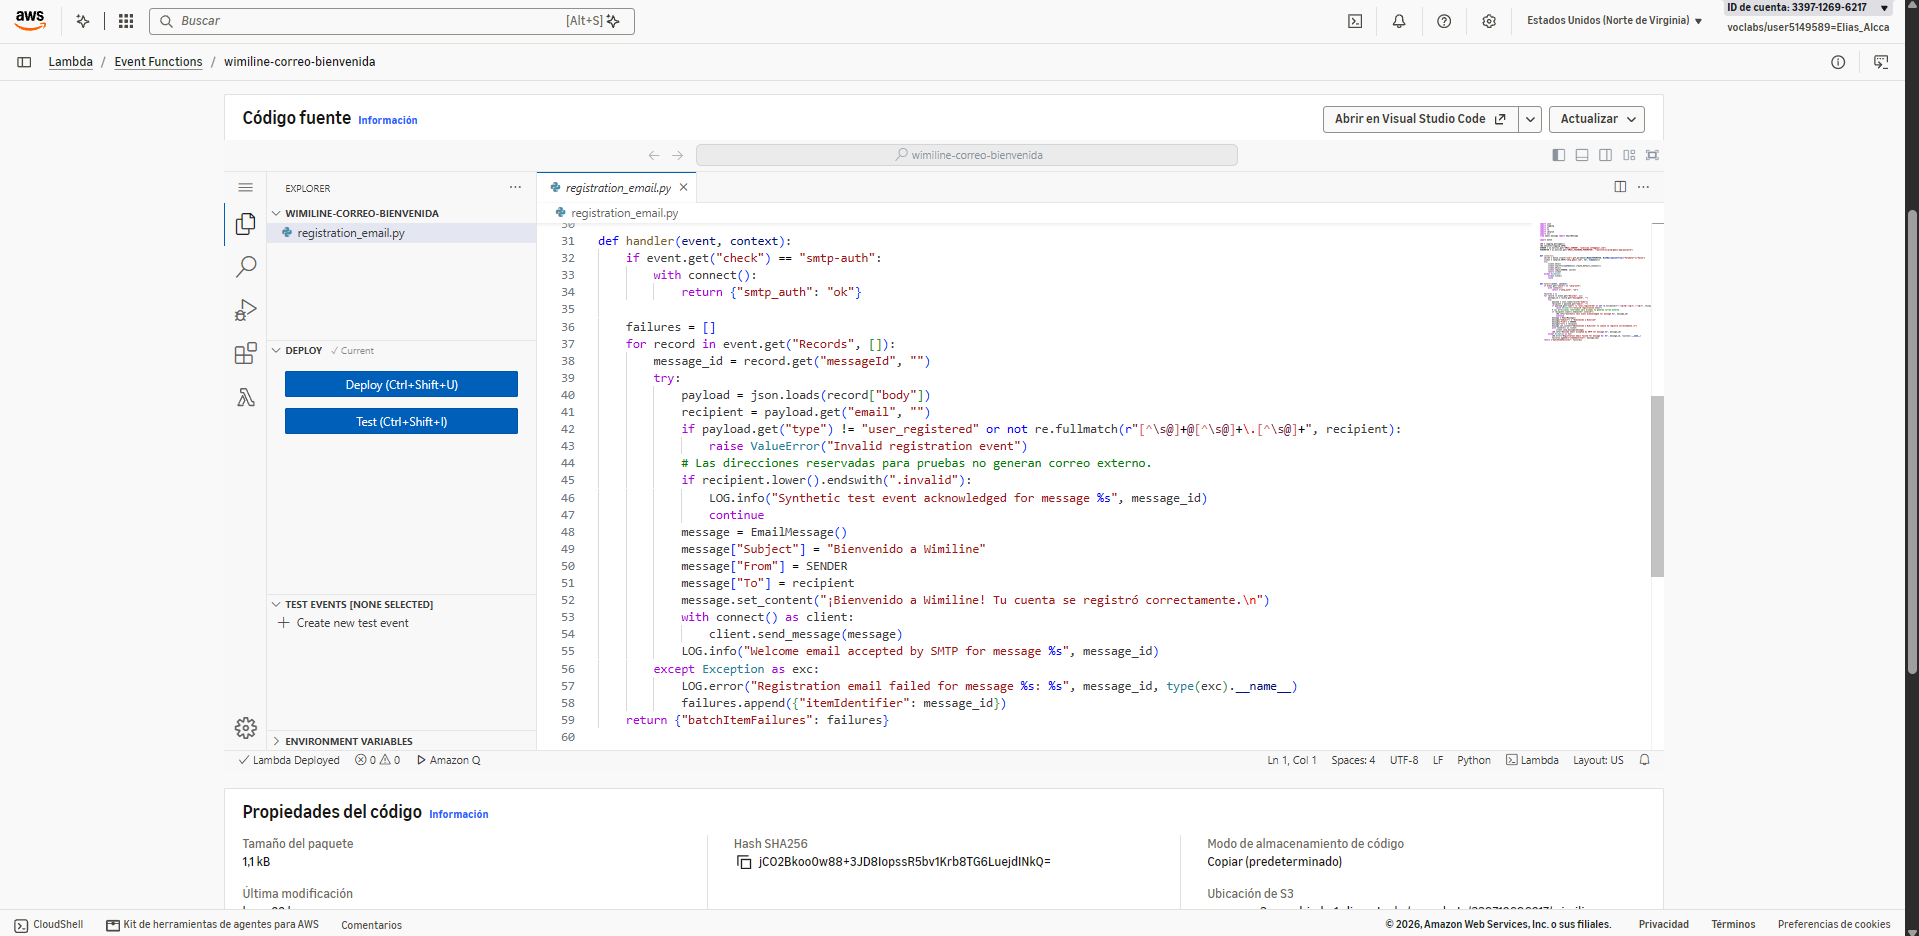 aws
Buscar
[Alt+S]
Estados Unidos (Norte de Virginia)
ID de cuenta: 3397-1269-6217
voclabs/user5149589=Elias_Alcca
Lambda / Event Functions / wimiline-correo-bienvenida
Código fuente Información
Abrir en Visual Studio Code
Actualizar
wimiline-correo-bienvenida
EXPLORER
WIMILINE-CORREO-BIENVENIDA
registration_email.py
DEPLOY Current
Deploy (Ctrl+Shift+U)
Test (Ctrl+Shift+I)
TEST EVENTS [NONE SELECTED]
Create new test event
ENVIRONMENT VARIABLES
registration_email.py
registration_email.py
30
31 def handler(event, context):
32 if event.get("check") == "smtp-auth":
33 with connect():
34 return {"smtp_auth": "ok"}
35
36 failures = []
37 for record in event.get("Records", []):
38 message_id = record.get("messageId", "")
39 try:
40 payload = json.loads(record["body"])
41 recipient = payload.get("email", "")
42 if payload.get("type") != "user_registered" or not re.fullmatch(r"[^\s@]+@[^\s@]+\.[^\s@]+", recipient):
43 raise ValueError("Invalid registration event")
44 # Las direcciones reservadas para pruebas no generan correo externo.
45 if recipient.lower().endswith(".invalid"):
46 LOG.info("Synthetic test event acknowledged for message %s", message_id)
47 continue
48 message = EmailMessage()
49 message["Subject"] = "Bienvenido a Wimiline"
50 message["From"] = SENDER
51 message["To"] = recipient
52 message.set_content("¡Bienvenido a Wimiline! Tu cuenta se registró correctamente.\n")
53 with connect() as client:
54 client.send_message(message)
55 LOG.info("Welcome email accepted by SMTP for message %s", message_id)
56 except Exception as exc:
57 LOG.error("Registration email failed for message %s: %s", message_id, type(exc).__name__)
58 failures.append({"itemIdentifier": message_id})
59 return {"batchItemFailures": failures}
60
Lambda Deployed 0 0 Amazon Q
Ln 1, Col 1 Spaces: 4 UTF-8 LF Python Lambda Layout: US
Propiedades del código Información
Tamaño del paquete
1,1 kB
Hash SHA256
jCO2Bkoo0w88+3JD8IopssR5bv1Krb8TG6LuejdINkQ=
Modo de almacenamiento de código
Copiar (predeterminado)
Última modificación
Ubicación de S3
CloudShell
Kit de herramientas de agentes para AWS
Comentarios
© 2026, Amazon Web Services, Inc. o sus filiales.
Privacidad
Términos
Preferencias de cookies